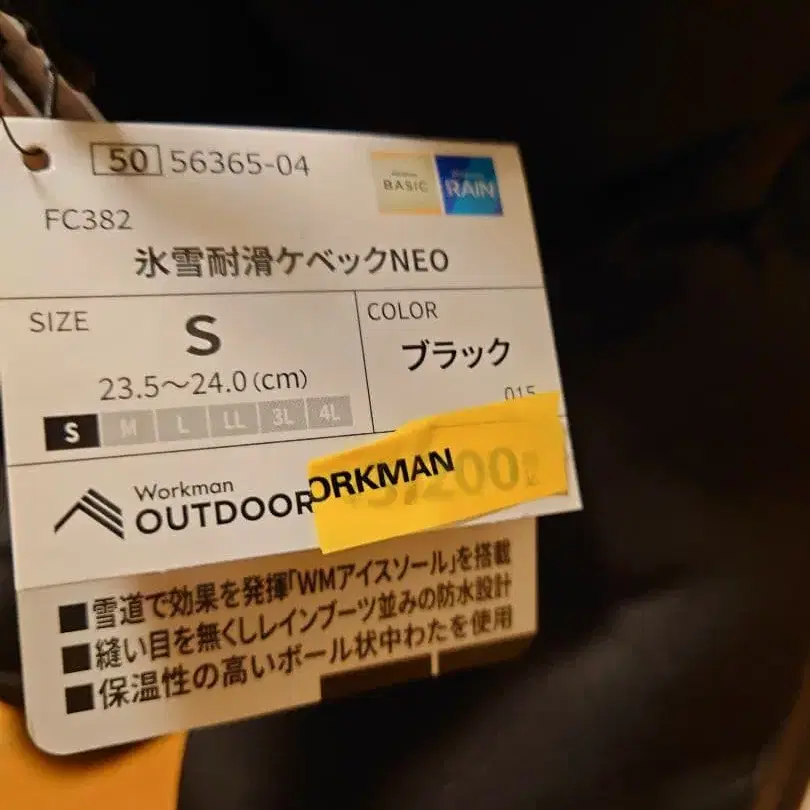 50 56365-04
BASIC
RAIN
FC382
氷雪耐滑ケベックNEO
SIZE
S
23.5～24.0(cm)
S M L LL 3L 4L
COLOR
ブラック
015
Workman
OUTDOOR
ORKMAN
,200
■雪道で効果を発揮「WMアイスソール」を搭載
■縫い目を無くしレインブーツ並みの防水設計
■保温性の高いボール状中わたを使用